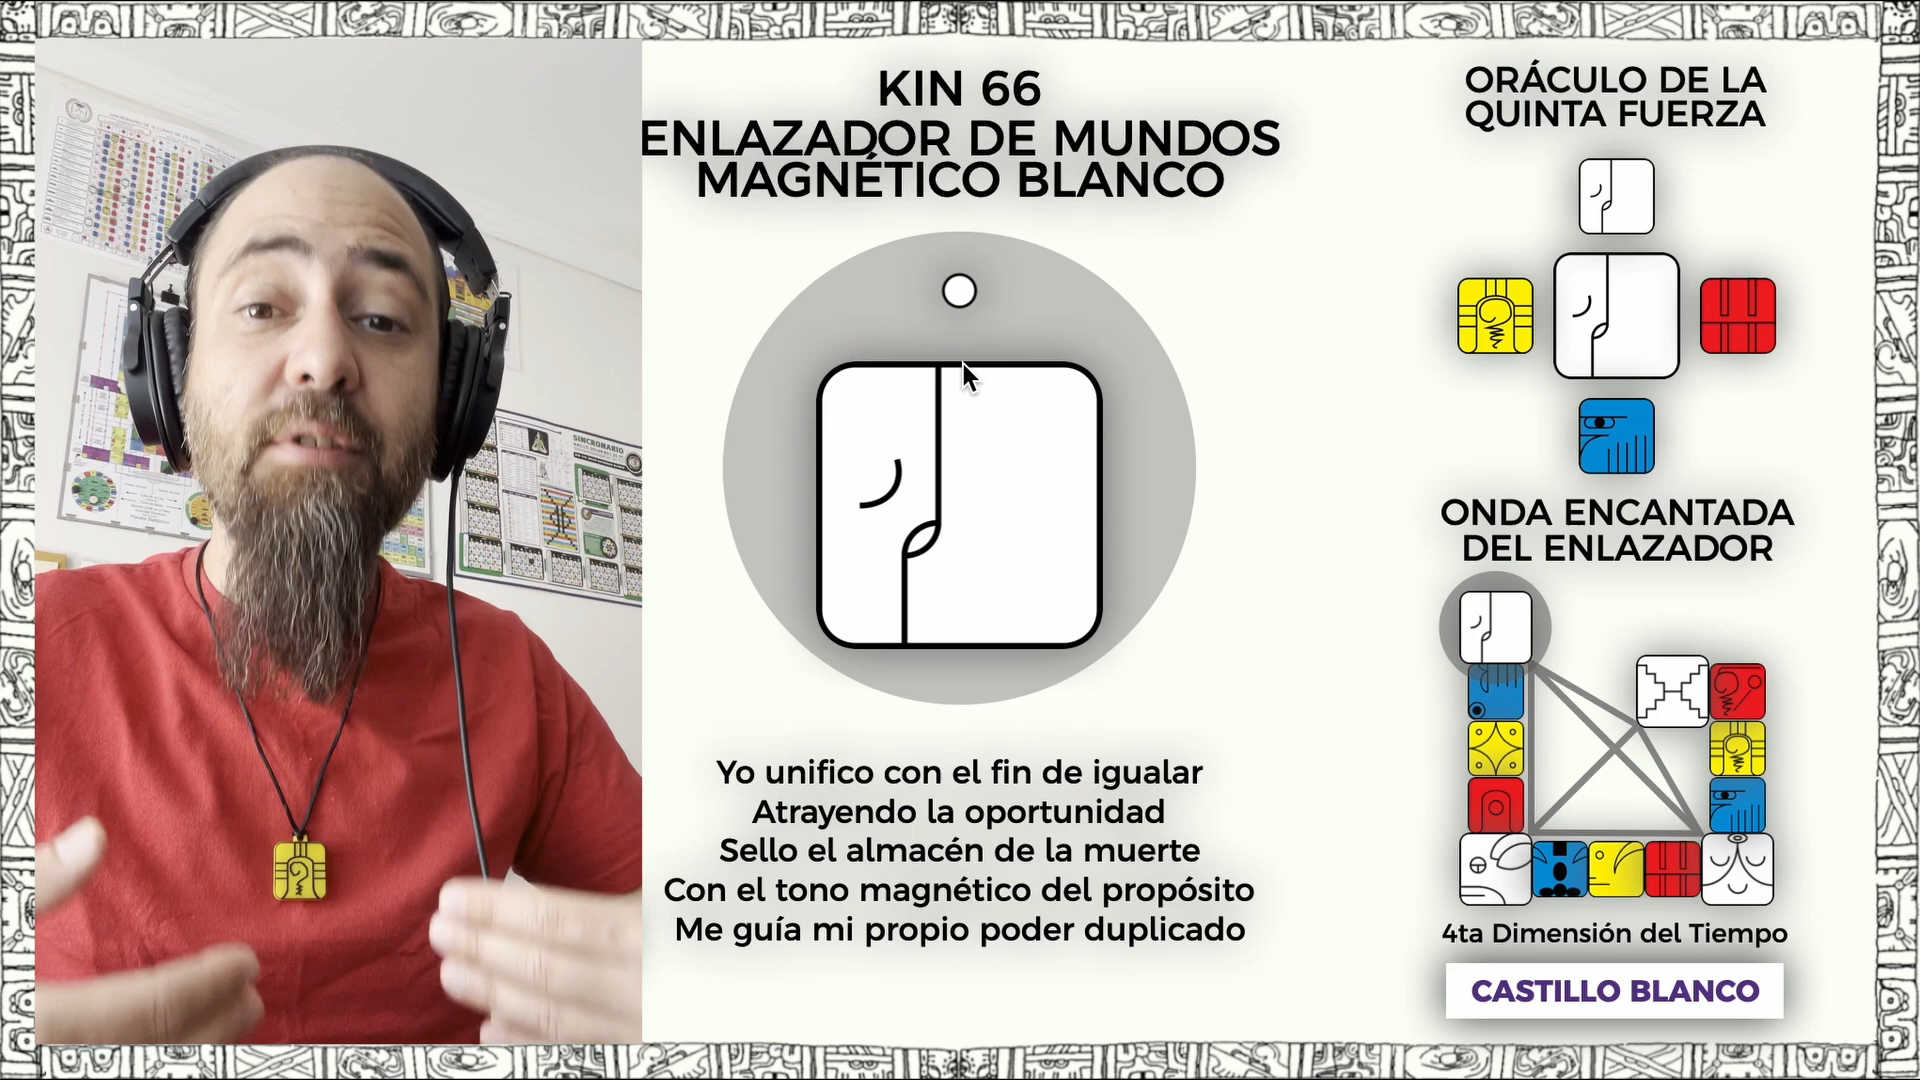 KIN 66
ENLAZADOR DE MUNDOS
MAGNÉTICO BLANCO
Yo unifico con el fin de igualar
Atrayendo la oportunidad
Sello el almacén de la muerte
Con el tono magnético del propósito
Me guía mi propio poder duplicado
ORÁCULO DE LA
QUINTA FUERZA
ONDA ENCANTADA
DEL ENLAZADOR
4ta Dimensión del Tiempo
CASTILLO BLANCO
SINCRONARIO